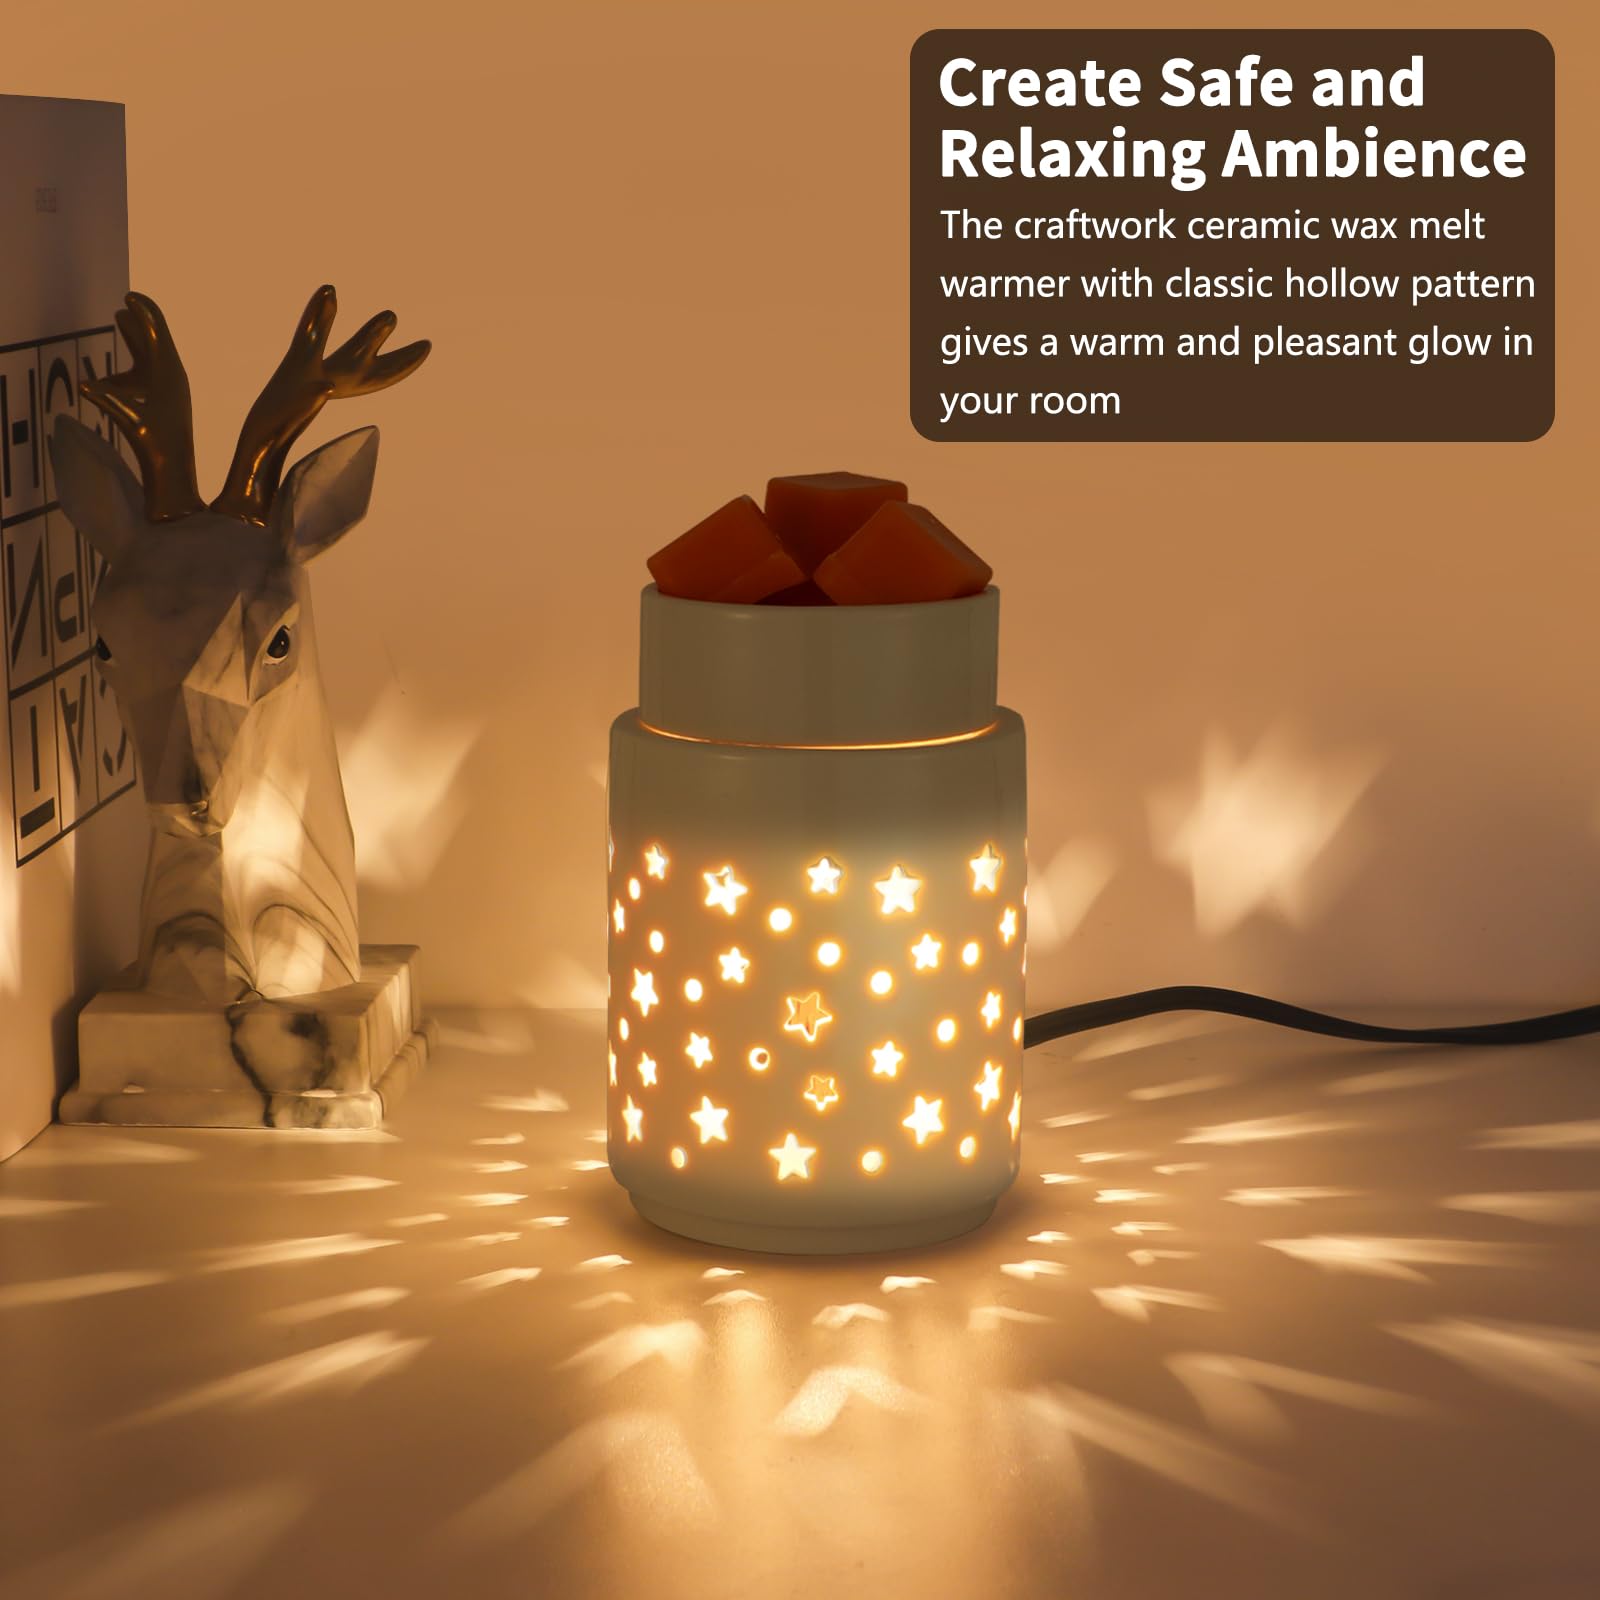 Create Safe and
Relaxing Ambience
The craftwork ceramic wax melt
warmer with classic hollow pattern
gives a warm and pleasant glow in
your room